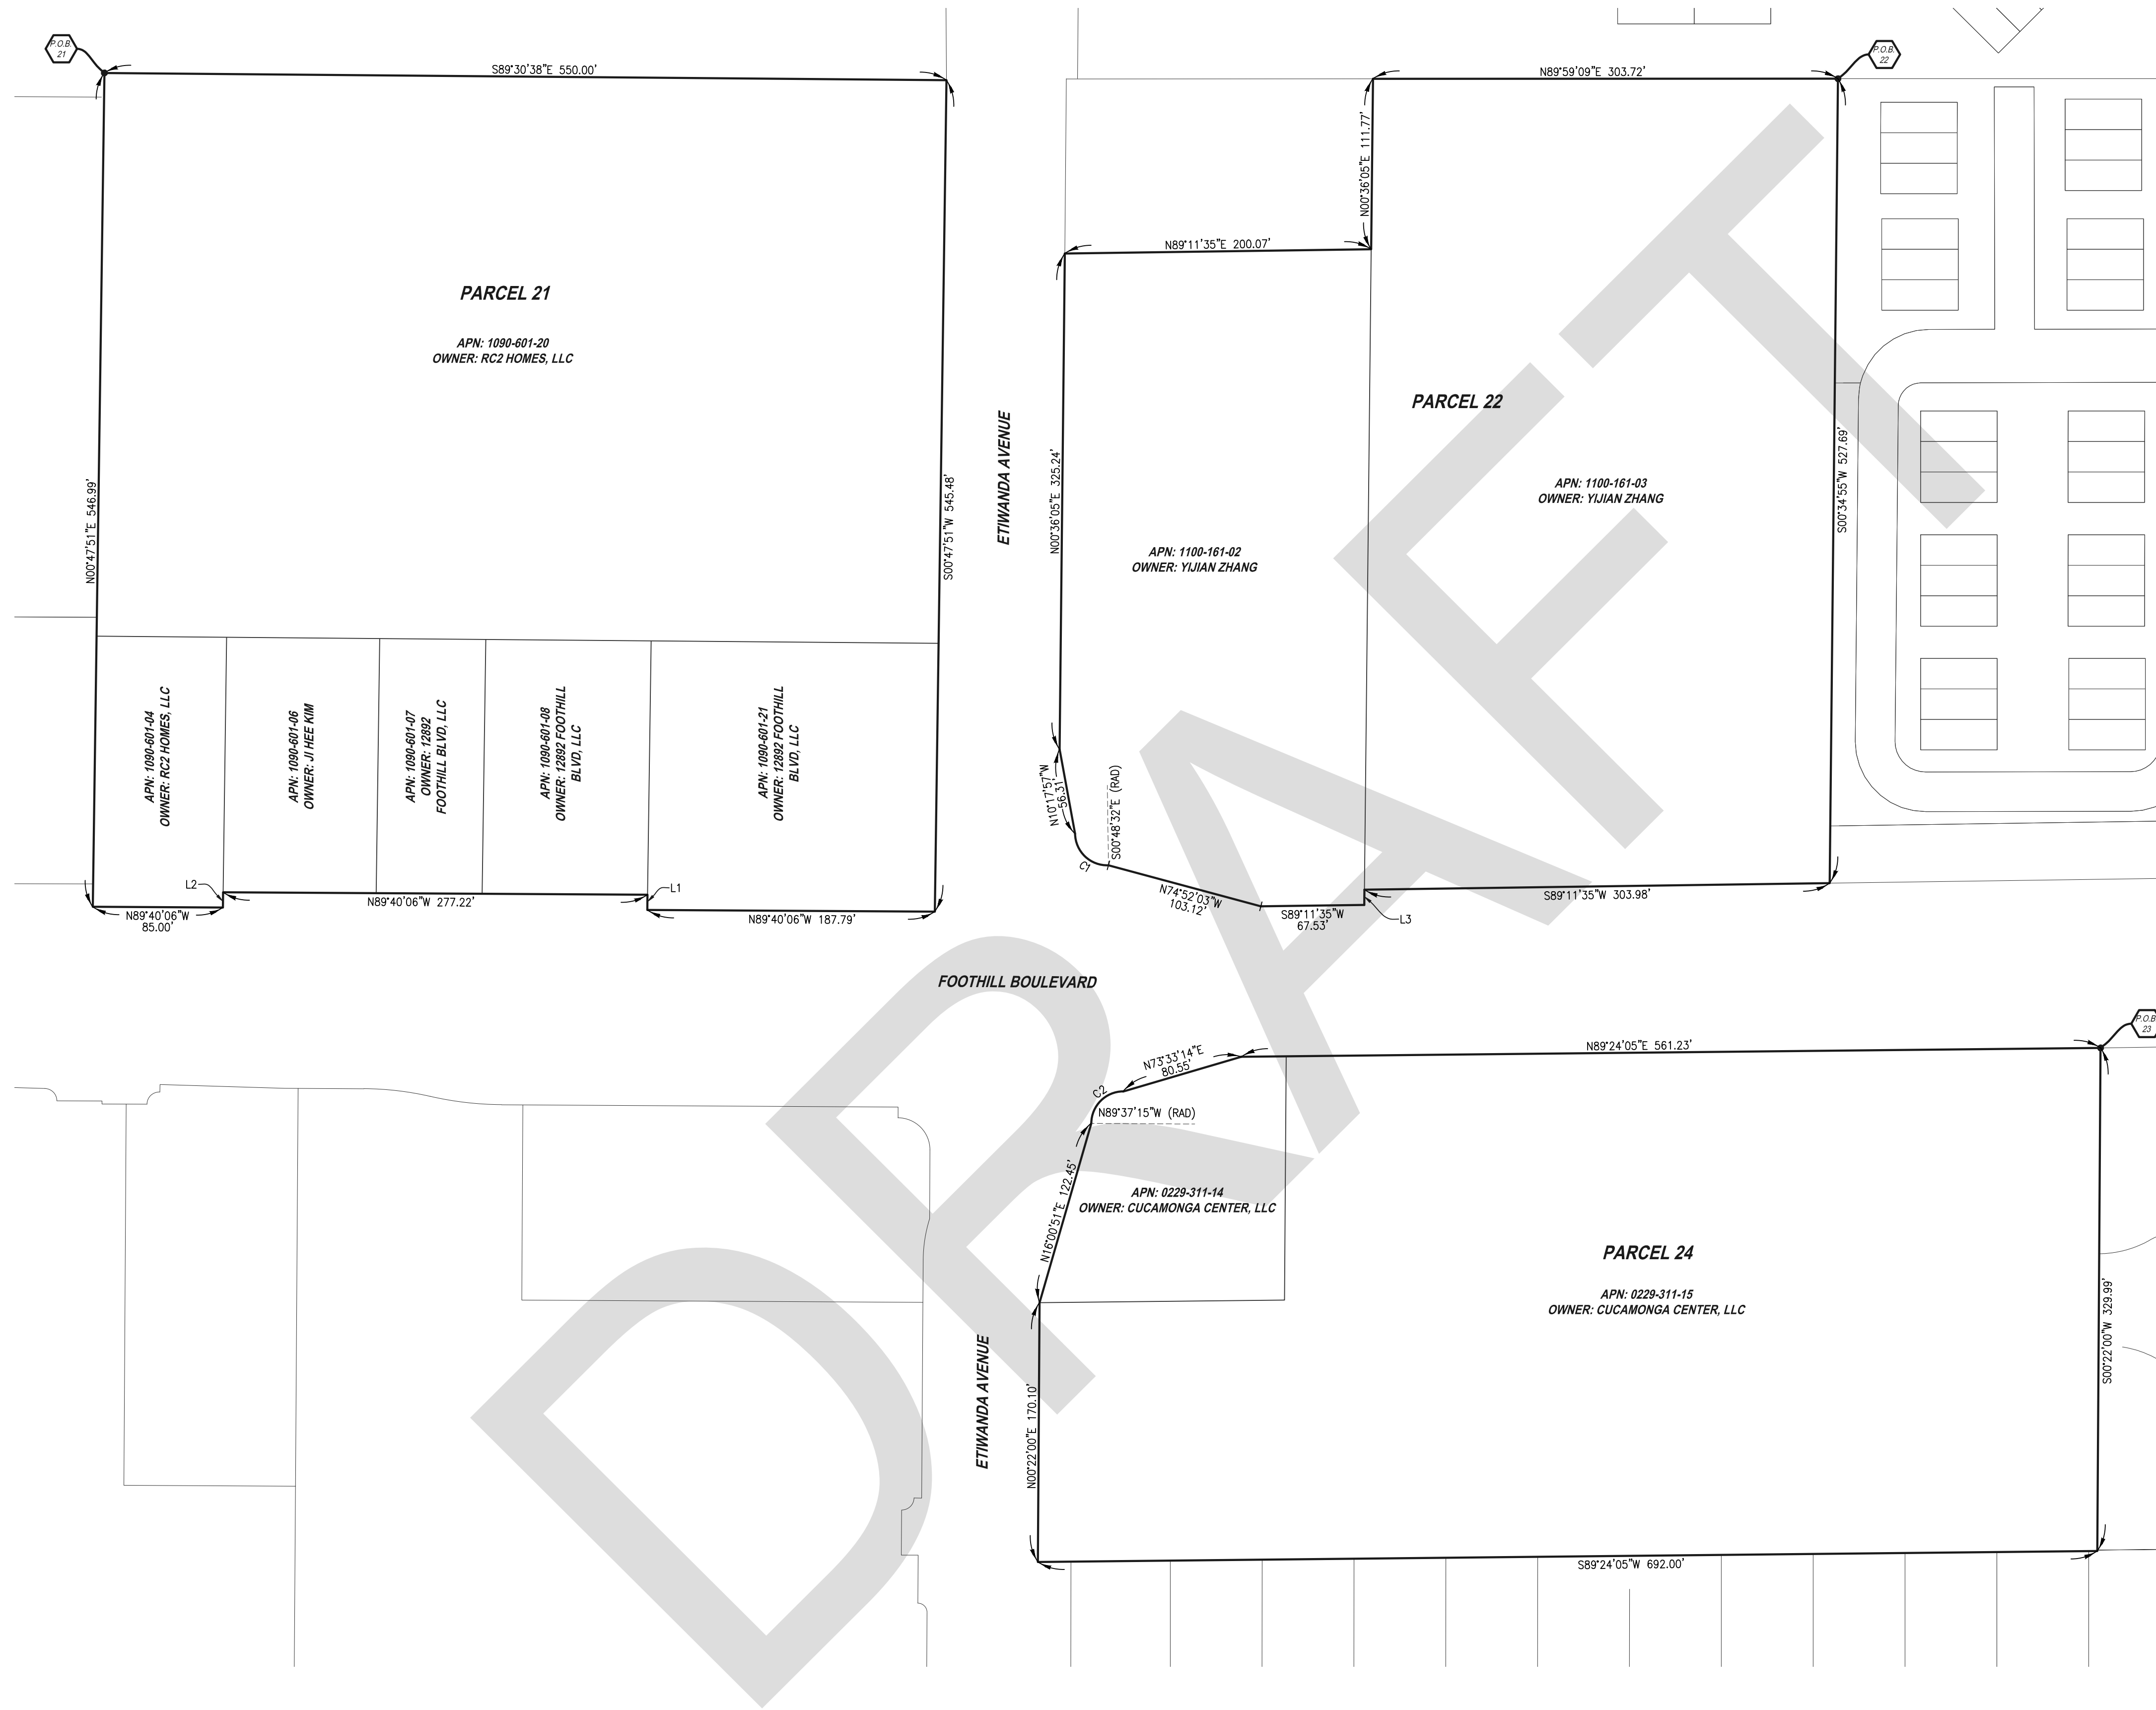 P.O.B.
21
S89°30'38"E 550.00'
N00°47'51"E 546.99'
S00°47'51"W 545.48'
PARCEL 21
APN: 1090-601-20
OWNER: RC2 HOMES, LLC
APN: 1090-601-04
OWNER: RC2 HOMES, LLC
APN: 1090-601-06
OWNER: JI HEE KIM
APN: 1090-601-07
OWNER: 12892
FOOTHILL BLVD, LLC
APN: 1090-601-08
OWNER: 12892 FOOTHILL
BLVD, LLC
APN: 1090-601-21
OWNER: 12892 FOOTHILL
BLVD, LLC
L2
L1
N89°40'06"W
85.00'
N89°40'06"W 277.22'
N89°40'06"W 187.79'
ETIWANDA AVENUE
P.O.B.
22
N89°59'09"E 303.72'
N00°36'05"E 111.77'
N89°11'35"E 200.07'
PARCEL 22
N00°36'05"E 325.24'
S00°34'55"W 527.69'
APN: 1100-161-03
OWNER: YIJIAN ZHANG
APN: 1100-161-02
OWNER: YIJIAN ZHANG
N10°17'57"W
56.31'
S00°48'32"E (RAD)
C1
N74°52'03"W
103.12'
S89°11'35"W
67.53'
L3
S89°11'35"W 303.98'
FOOTHILL BOULEVARD
P.O.B.
23
N89°24'05"E 561.23'
N73°33'14"E
80.55'
C2
N89°37'15"W (RAD)
N16°00'51"E 122.45'
APN: 0229-311-14
OWNER: CUCAMONGA CENTER, LLC
PARCEL 24
APN: 0229-311-15
OWNER: CUCAMONGA CENTER, LLC
S00°22'00"W 329.99'
ETIWANDA AVENUE
N00°22'00"E 170.10'
S89°24'05"W 692.00'
DRAFT